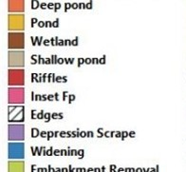 Deep pond
Pond
Wetland
Shallow pond
Riffles
Inset Fp
Edges
Depression Scrape
Widening
Embankment Removal